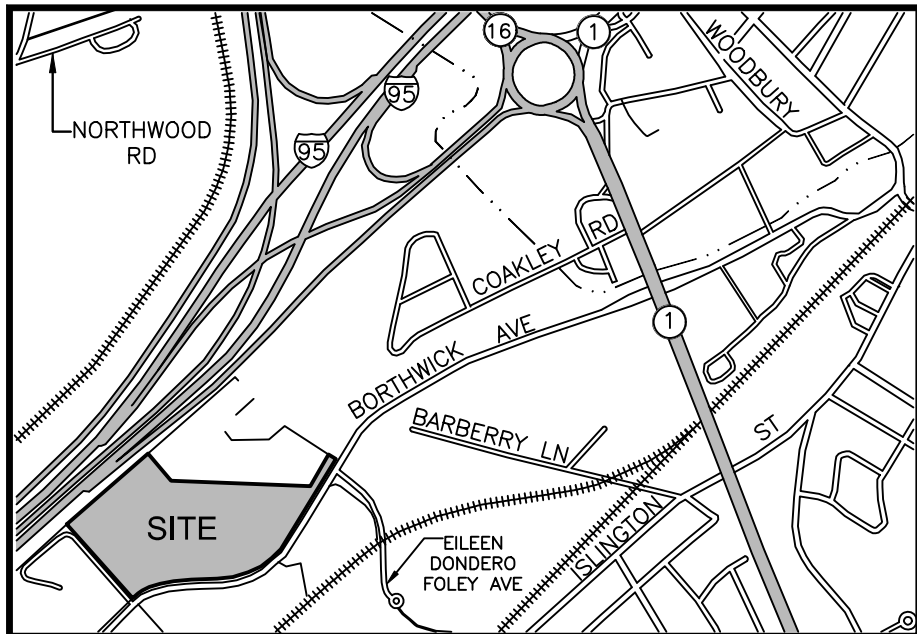 16
1
WOODBURY
95
95
NORTHWOOD
RD
COAKLEY RD
1
BORTHWICK AVE
BARBERRY LN
ISLINGTON ST
SITE
EILEEN
DONDERO
FOLEY AVE